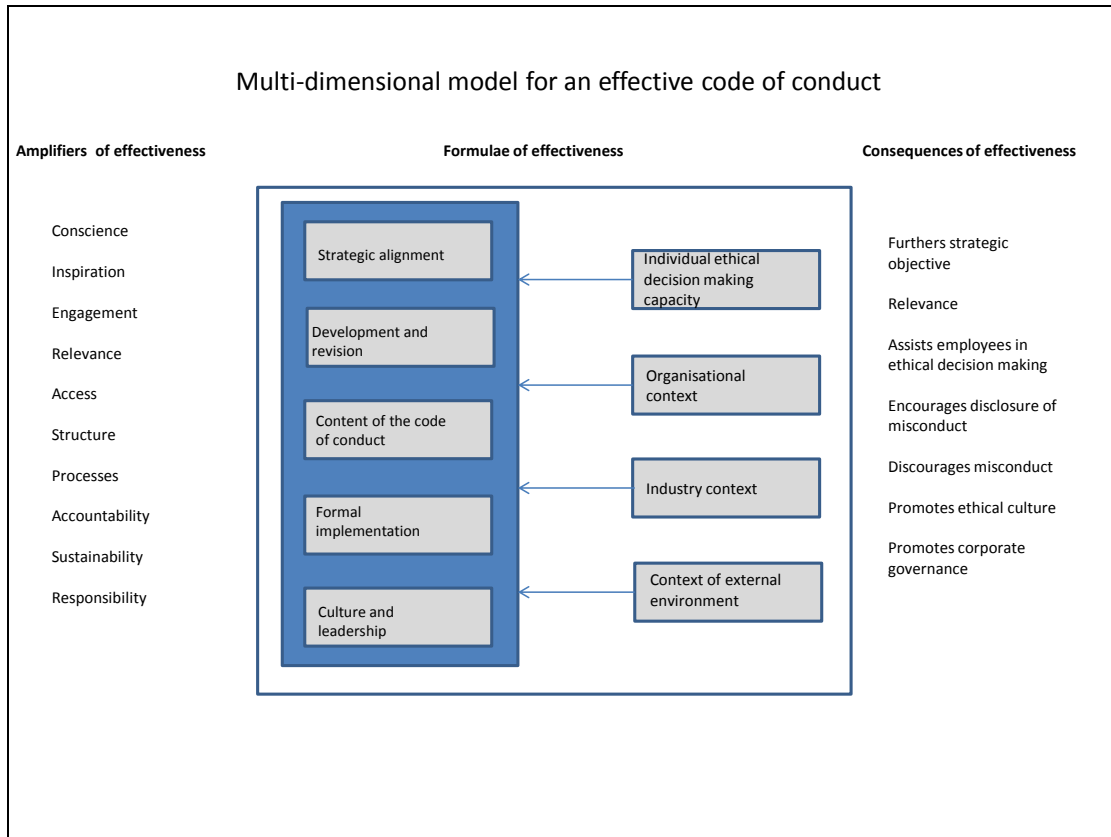 Multi-dimensional model for an effective code of conduct
Amplifiers of effectiveness
Formulae of effectiveness
Consequences of effectiveness
Conscience
Inspiration
Engagement
Relevance
Access
Structure
Processes
Accountability
Sustainability
Responsibility
Strategic alignment
Development and
revision
Content of the code
of conduct
Formal
implementation
Culture and
leadership
Individual ethical
decision making
capacity
Organisational
context
Industry context
Context of external
environment
Furthers strategic
objective
Relevance
Assists employees in
ethical decision making
Encourages disclosure of
misconduct
Discourages misconduct
Promotes ethical culture
Promotes corporate
governance